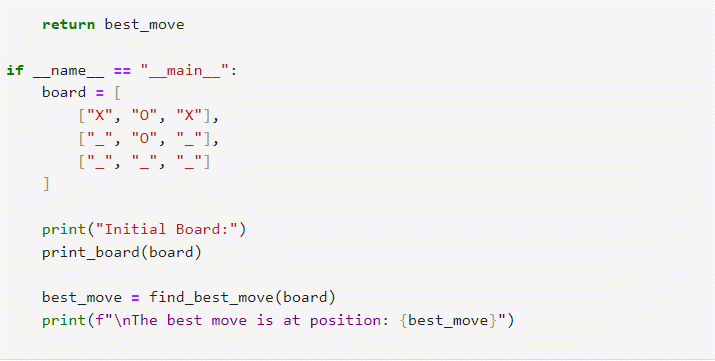 return best_move

if __name__ == "__main__":
    board = [
        ["X", "O", "X"],
        ["_", "O", "_"],
        ["_", "_", "_"]
    ]

    print("Initial Board:")
    print_board(board)

    best_move = find_best_move(board)
    print(f"\nThe best move is at position: {best_move}")